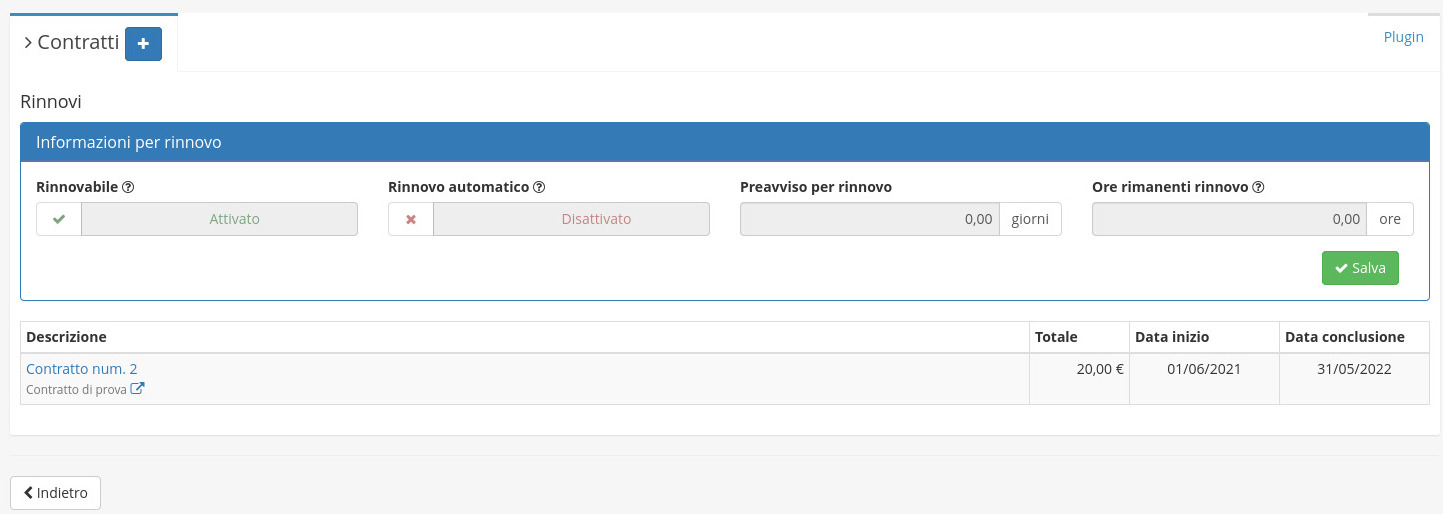 Contratti
Plugin
Rinnovi
Informazioni per rinnovo
Rinnovabile
Rinnovo automatico
Preavviso per rinnovo
Ore rimanenti rinnovo
Attivato
Disattivato
0,00 giorni
0,00 ore
Salva
Descrizione Totale Data inizio Data conclusione
Contratto num. 2 20,00 € 01/06/2021 31/05/2022
Contratto di prova
Indietro